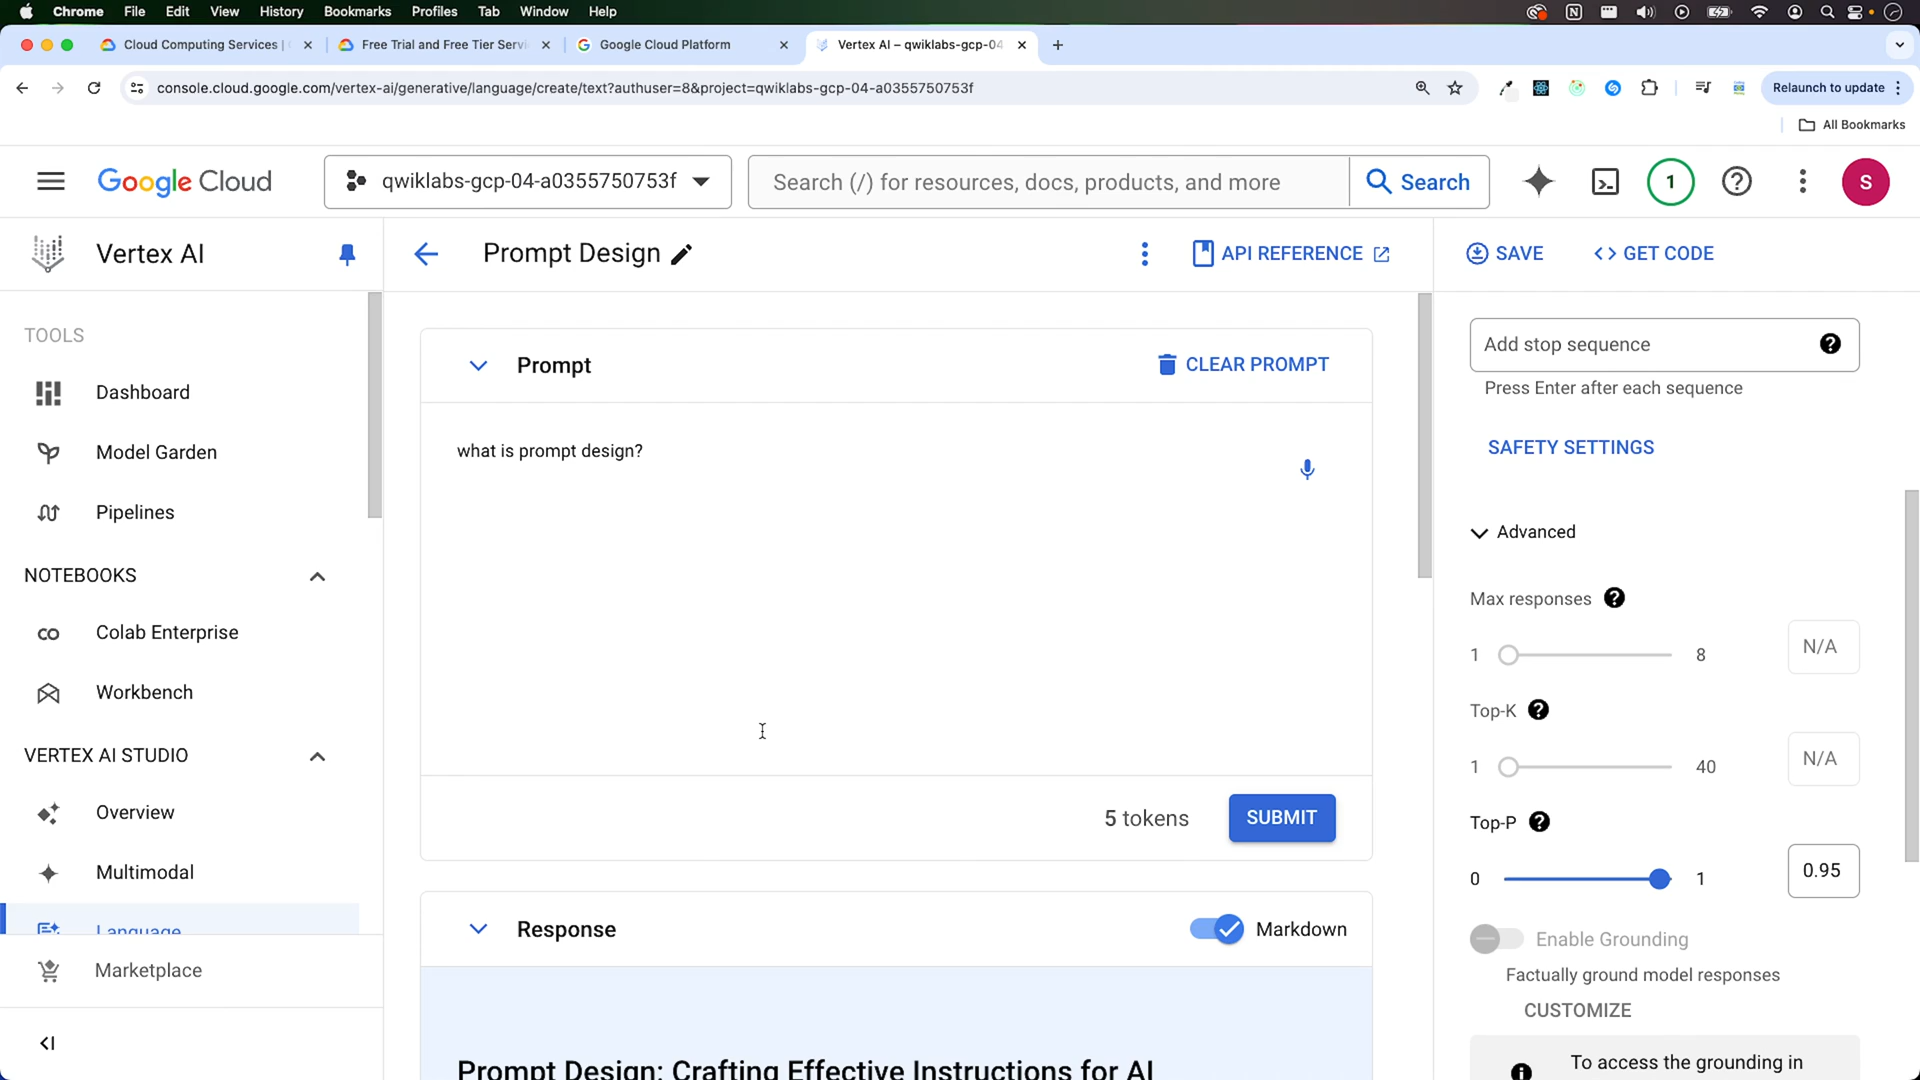 Chrome File Edit View History Bookmarks Profiles Tab Window Help
Cloud Computing Services |
Free Trial and Free Tier Servi
Google Cloud Platform
Vertex AI – qwiklabs-gcp-04
console.cloud.google.com/vertex-ai/generative/language/create/text?authuser=8&project=qwiklabs-gcp-04-a0355750753f
Relaunch to update
All Bookmarks
Google Cloud
qwiklabs-gcp-04-a0355750753f
Search (/) for resources, docs, products, and more
Search
1
S
Vertex AI
Prompt Design
API REFERENCE
SAVE
GET CODE
TOOLS
Dashboard
Model Garden
Pipelines
NOTEBOOKS
Colab Enterprise
Workbench
VERTEX AI STUDIO
Overview
Multimodal
Language
Marketplace
Prompt
CLEAR PROMPT
what is prompt design?
5 tokens
SUBMIT
Response
Markdown
Prompt Design: Crafting Effective Instructions for AI
Add stop sequence
Press Enter after each sequence
SAFETY SETTINGS
Advanced
Max responses
1
8
N/A
Top-K
1
40
N/A
Top-P
0
1
0.95
Enable Grounding
Factually ground model responses
CUSTOMIZE
To access the grounding in